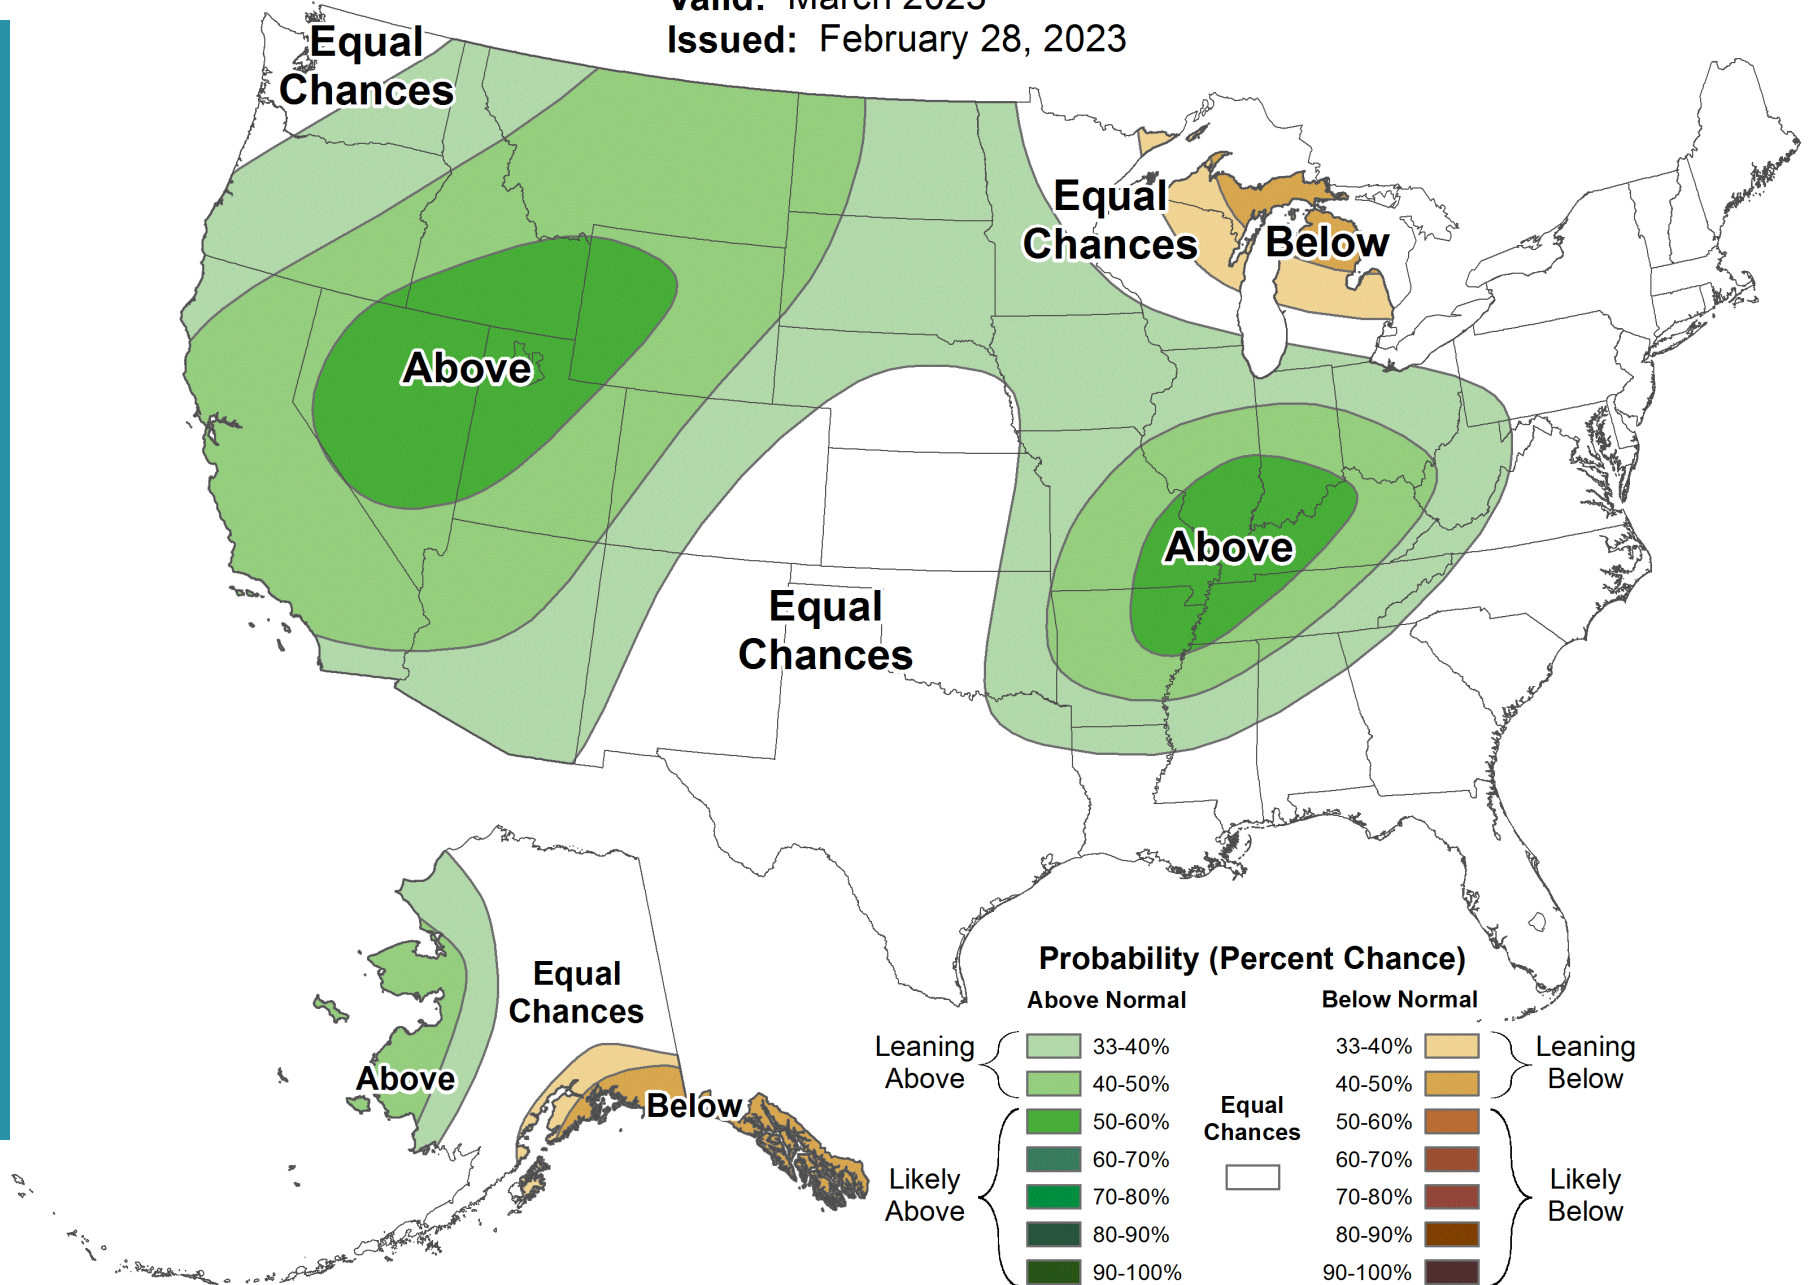 Valid: March 2023
Issued: February 28, 2023
Equal
Chances
Equal
Chances
Below
Above
Above
Equal
Chances
Equal
Chances
Above
Below
Probability (Percent Chance)
Above Normal
Below Normal
Leaning
Above
33-40%
40-50%
50-60%
60-70%
70-80%
80-90%
90-100%
Likely
Above
Equal
Chances
33-40%
40-50%
50-60%
60-70%
70-80%
80-90%
90-100%
Leaning
Below
Likely
Below